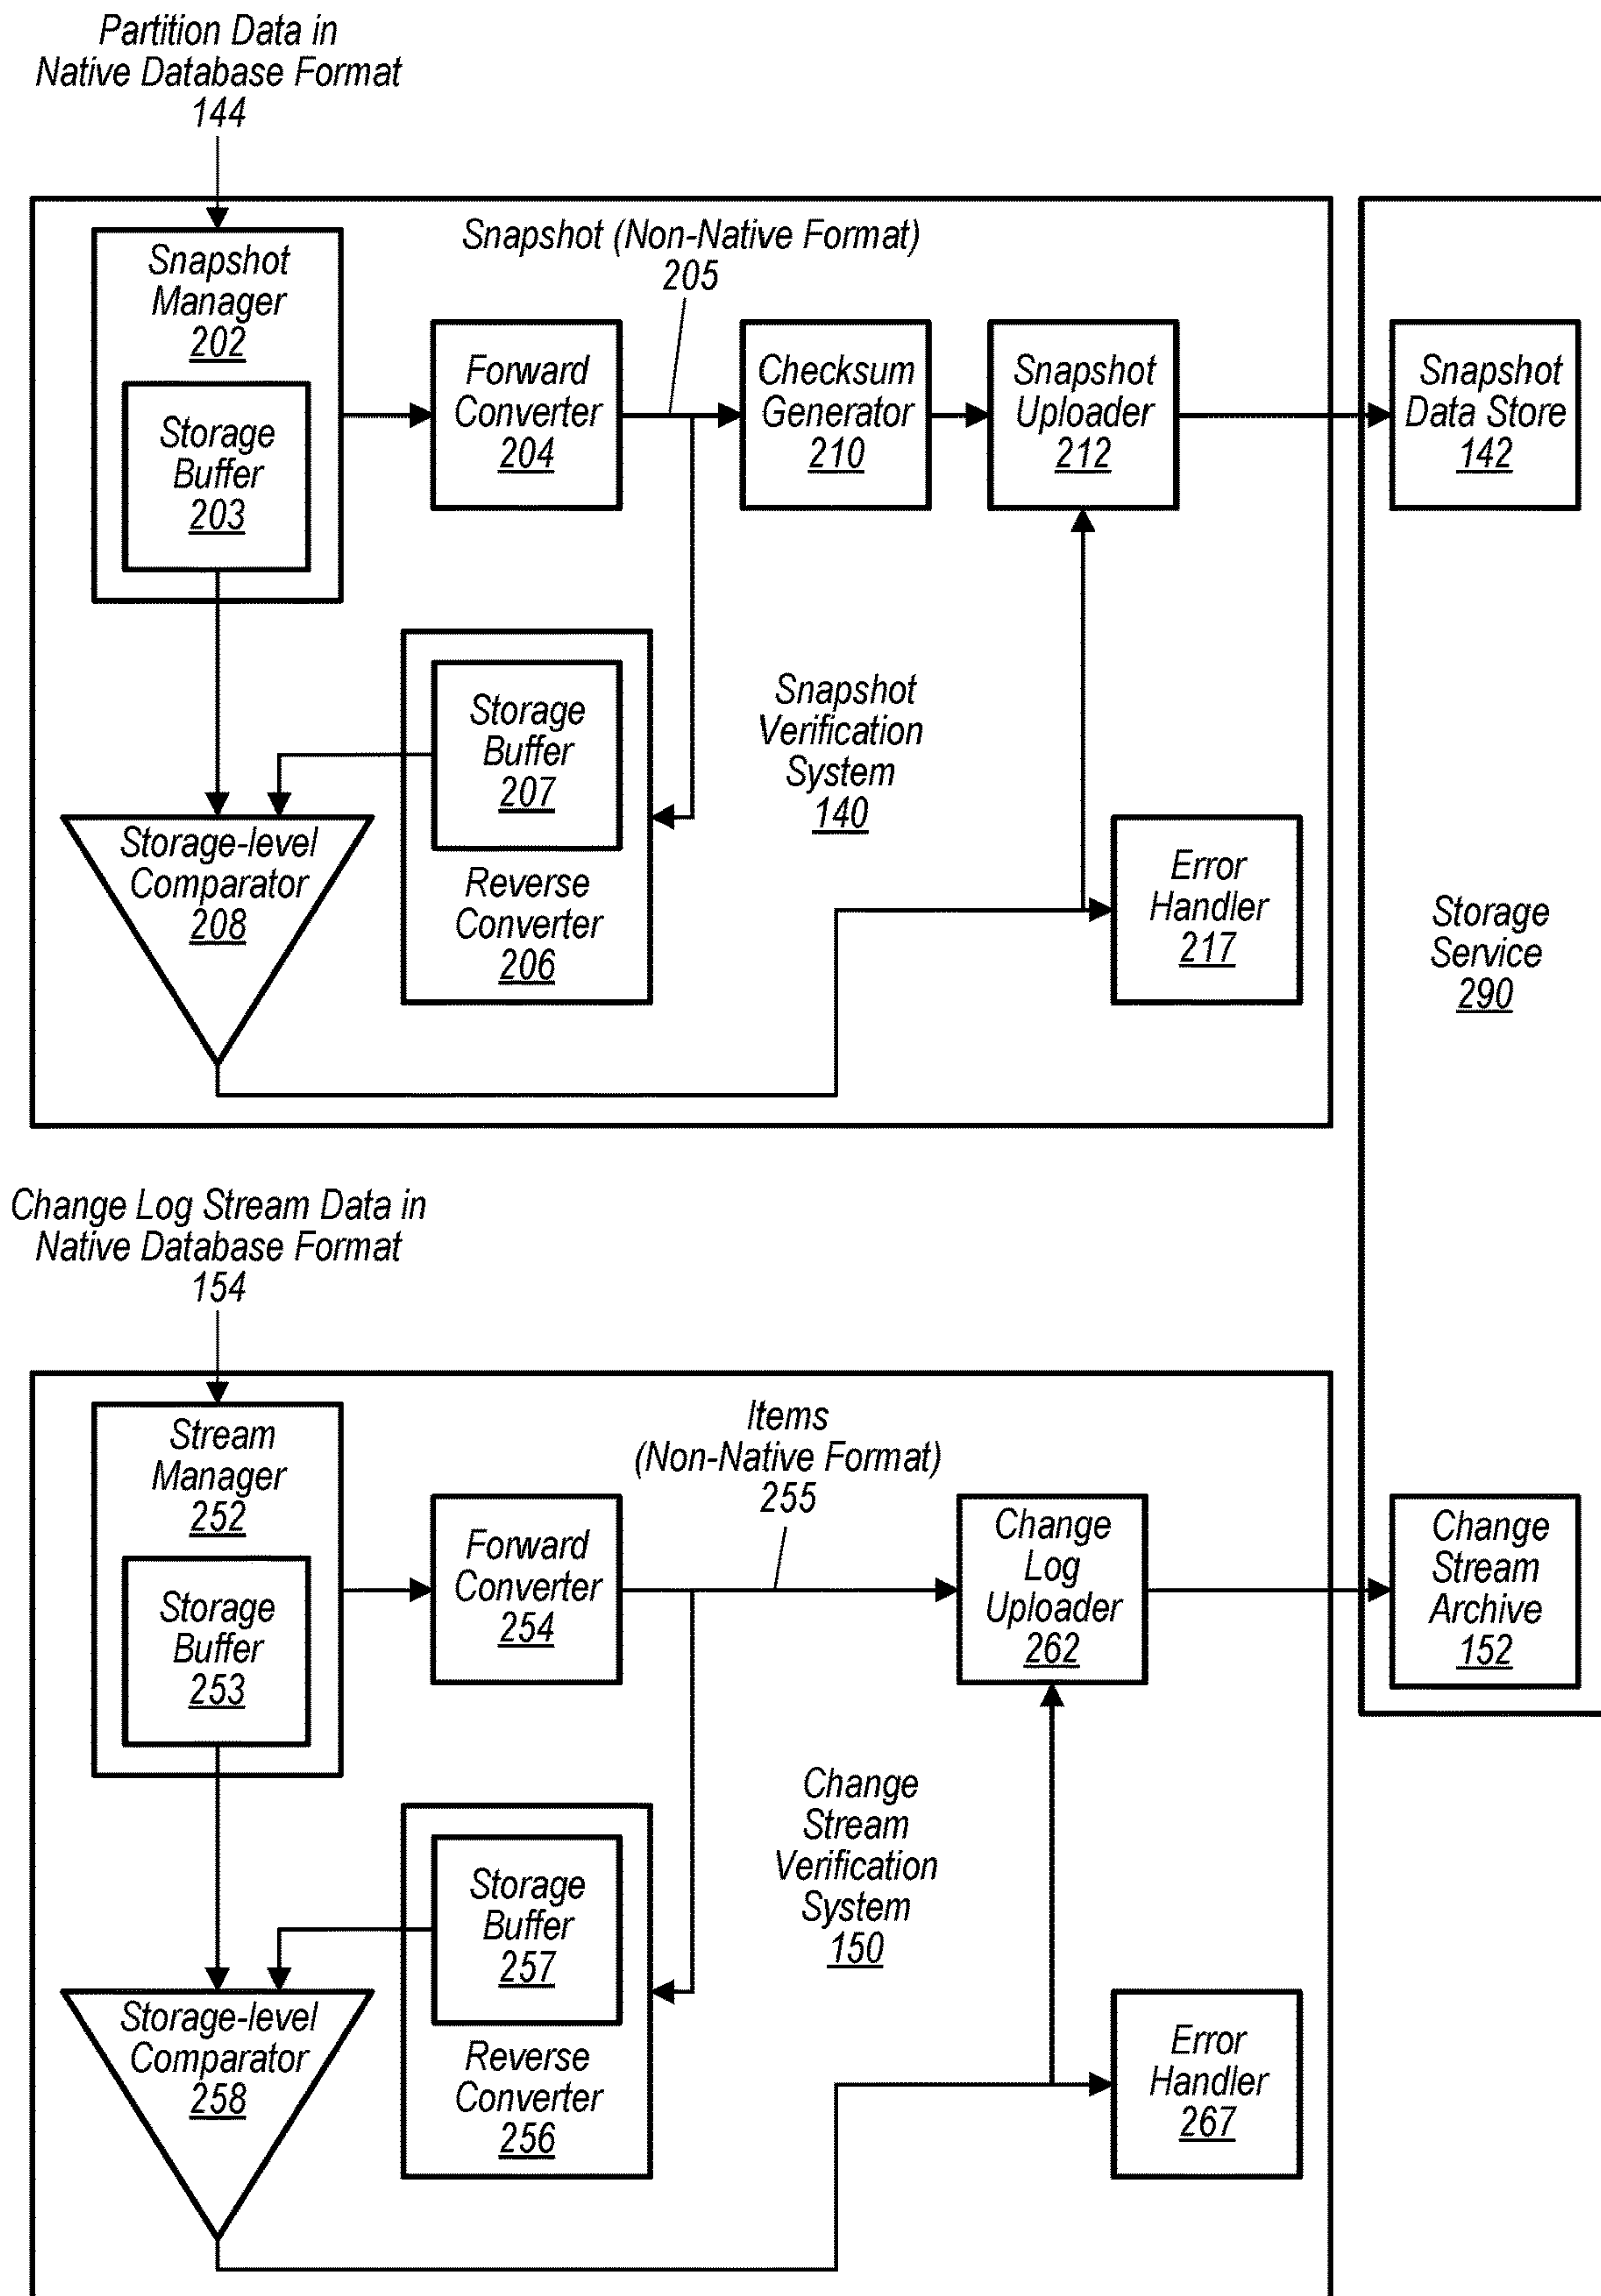 Partition Data in
Native Database Format
144
Snapshot
Manager
202
Storage
Buffer
203
Snapshot (Non-Native Format)
205
Forward
Converter
204
Checksum
Generator
210
Snapshot
Uploader
212
Snapshot
Data Store
142
Storage
Buffer
207
Reverse
Converter
206
Snapshot
Verification
System
140
Storage-level
Comparator
208
Error
Handler
217
Storage
Service
290
Change Log Stream Data in
Native Database Format
154
Stream
Manager
252
Storage
Buffer
253
Items
(Non-Native Format)
255
Forward
Converter
254
Change
Log
Uploader
262
Change
Stream
Archive
152
Storage
Buffer
257
Reverse
Converter
256
Change
Stream
Verification
System
150
Storage-level
Comparator
258
Error
Handler
267